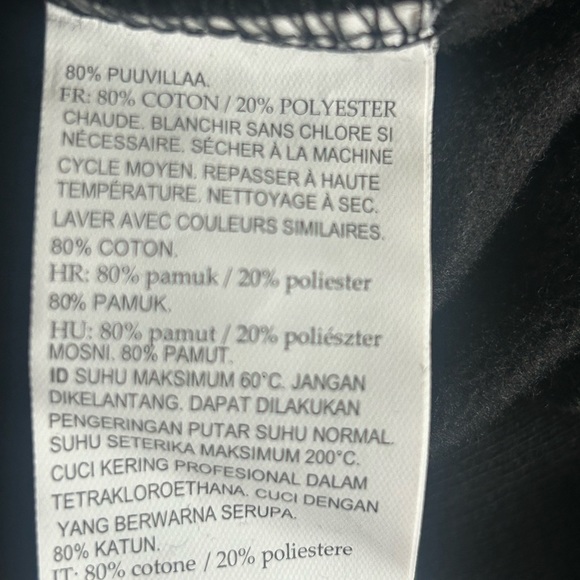 80% PUUVILLAA.
FR: 80% COTON / 20% POLYESTER
CHAUDE. BLANCHIR SANS CHLORE SI
NÉCESSAIRE. SÉCHER À LA MACHINE
CYCLE MOYEN. REPASSER À HAUTE
TEMPÉRATURE. NETTOYAGE À SEC.
LAVER AVEC COULEURS SIMILAIRES.
80% COTON.
HR: 80% pamuk / 20% poliester
80% PAMUK.
HU: 80% pamut / 20% poliészter
MOSNI. 80% PAMUT.
ID SUHU MAKSIMUM 60°C. JANGAN
DIKELANTANG. DAPAT DILAKUKAN
PENGERINGAN PUTAR SUHU NORMAL.
SUHU SETERIKA MAKSIMUM 200°C.
CUCI KERING PROFESIONAL DALAM
TETRAKLOROETHANA. CUCI DENGAN
YANG BERWARNA SERUPA.
80% KATUN.
IT: 80% cotone / 20% poliestere